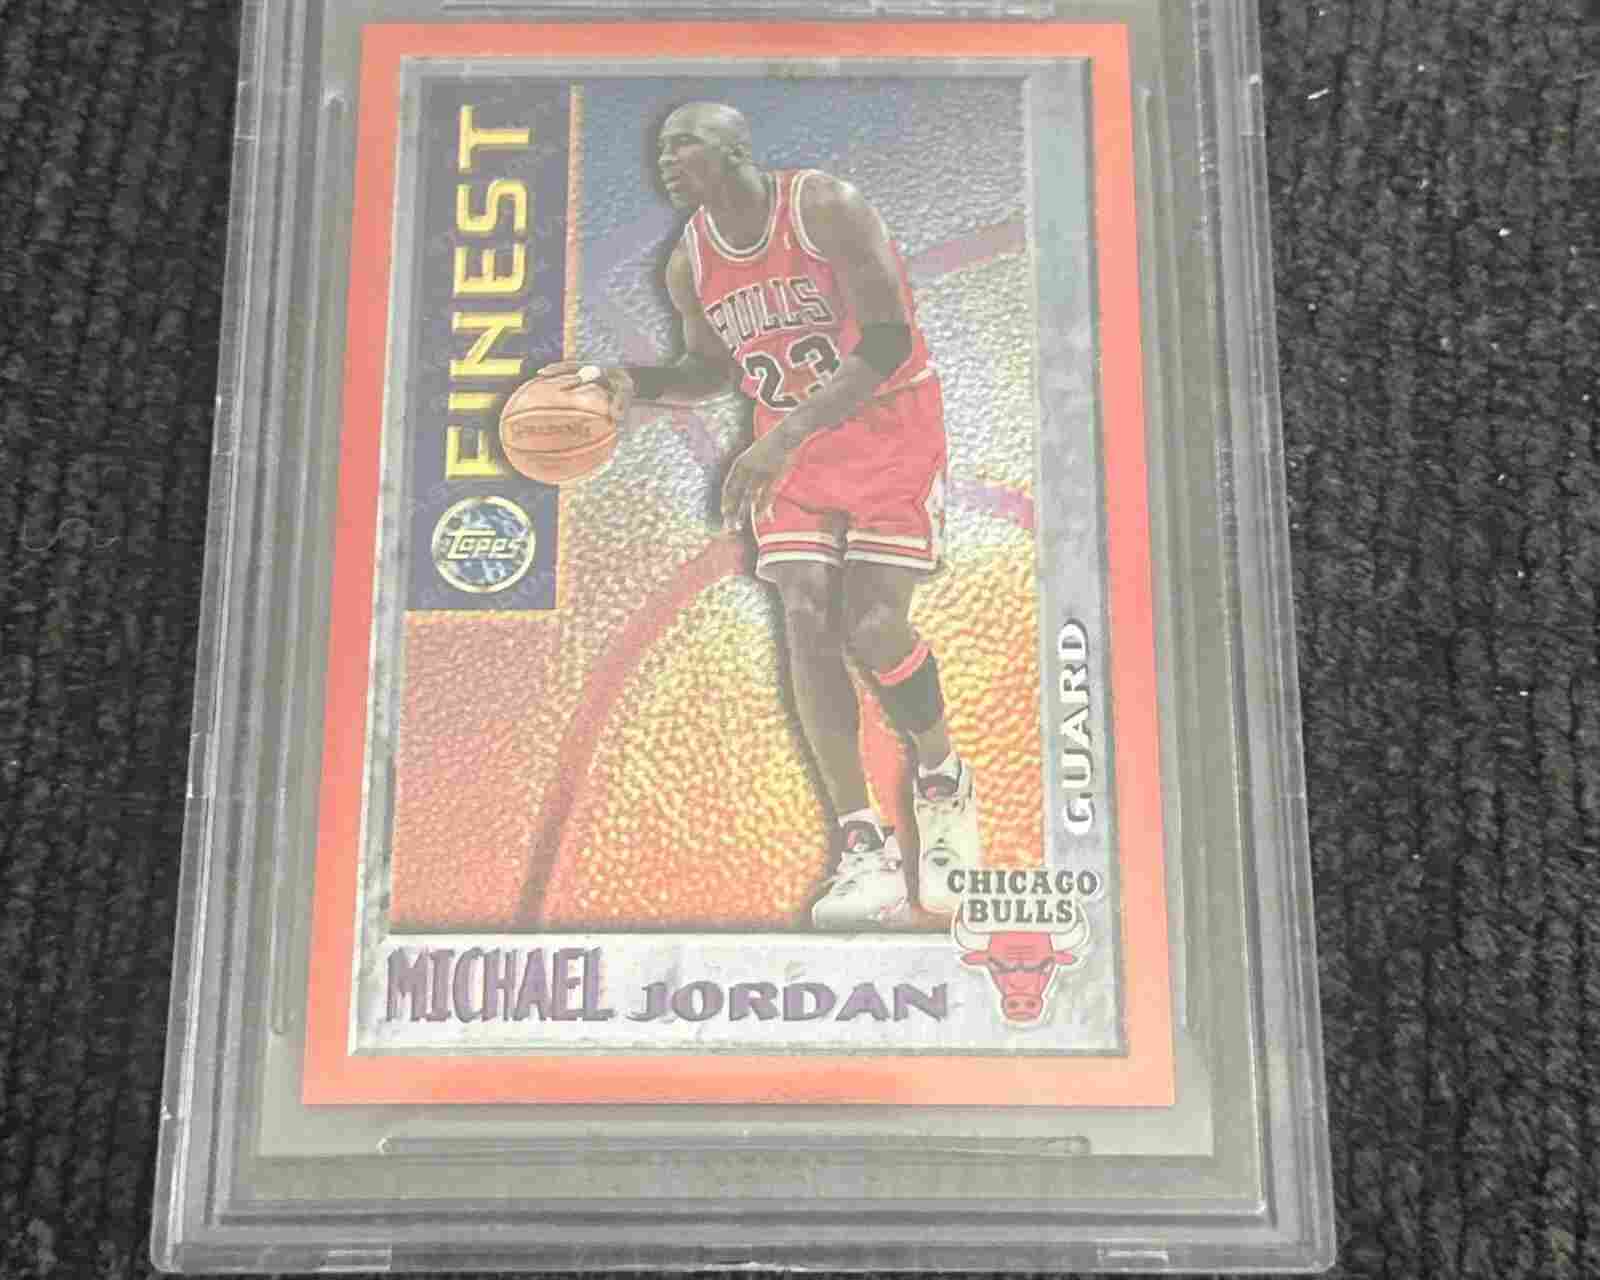 FINEST
Topps
BULLS
23
SPALDING
GUARD
CHICAGO
BULLS
MICHAEL JORDAN